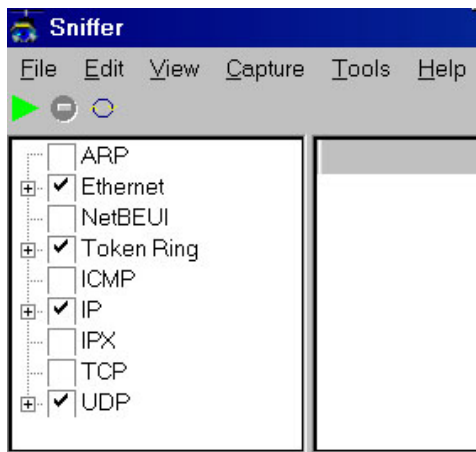 Sniffer
File Edit View Capture Tools Help
ARP
Ethernet
NetBEUI
Token Ring
ICMP
IP
IPX
TCP
UDP